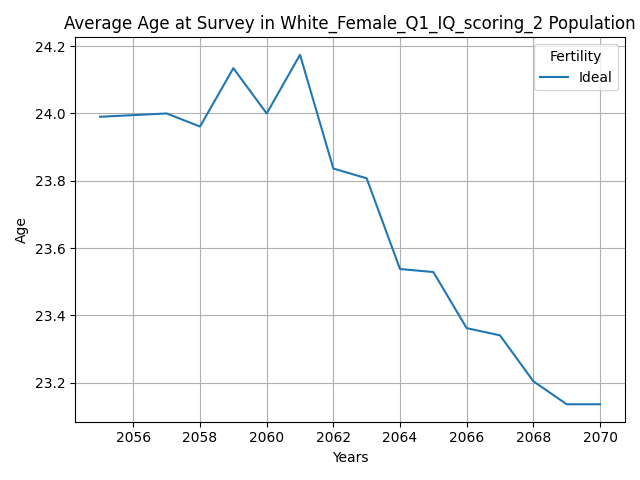 Average Age at Survey in White_Female_Q1_IQ_scoring_2 Population
Fertility
Ideal
24.2
24.0
23.8
23.6
23.4
23.2
Age
2056 2058 2060 2062 2064 2066 2068 2070
Years